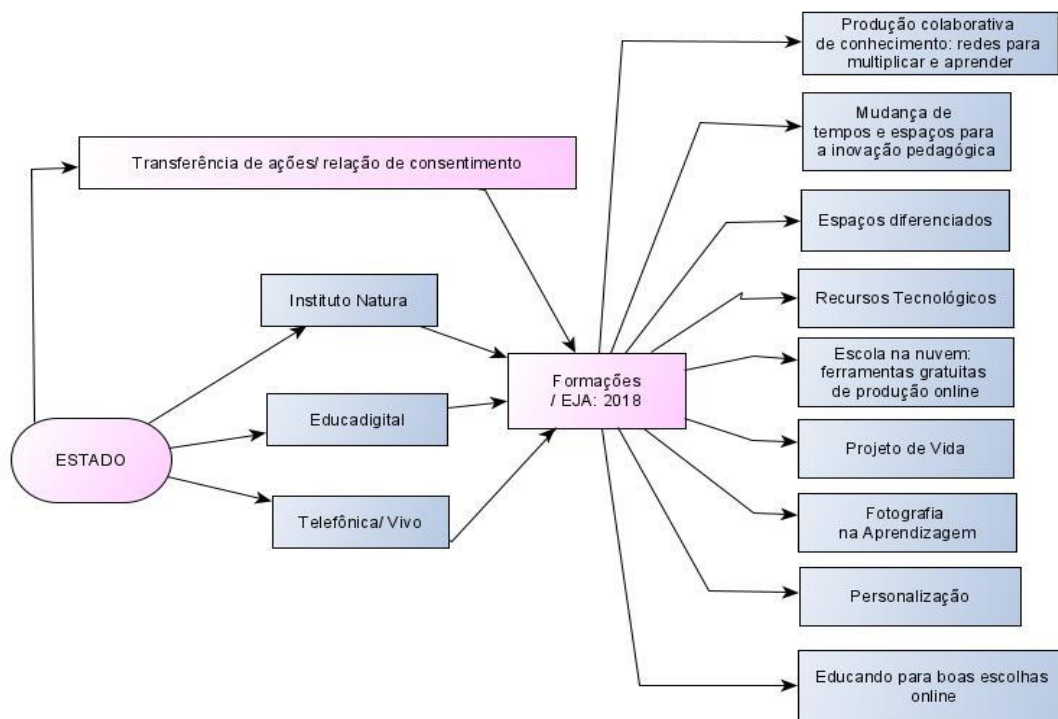 Produção colaborativa
de conhecimento: redes para
multiplicar e aprender
Mudança de
tempos e espaços para
a inovação pedagógica
Transferência de ações/ relação de consentimento
Espaços diferenciados
Instituto Natura
Recursos Tecnológicos
Escola na nuvem:
ferramentas gratuitas
de produção online
Formações
/ EJA: 2018
Educadigital
ESTADO
Projeto de Vida
Telefônica/ Vivo
Fotografia
na Aprendizagem
Personalização
Educando para boas escolhas
online